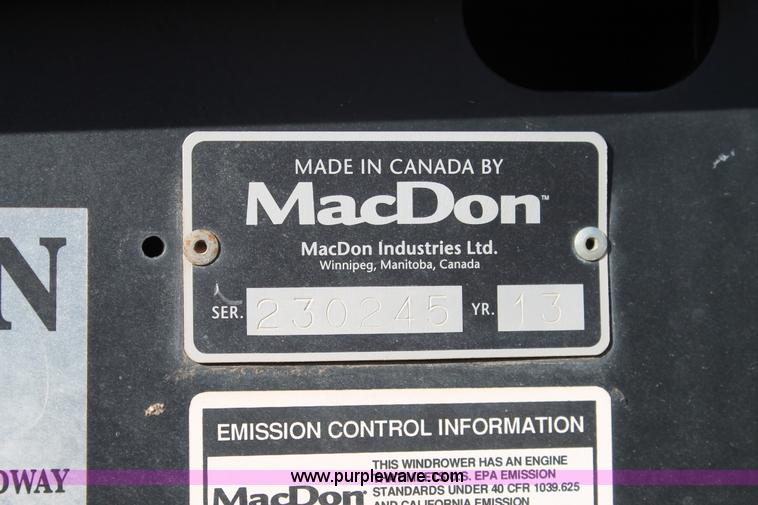 MADE IN CANADA BY
MacDon™
MacDon Industries Ltd.
Winnipeg, Manitoba, Canada
SER. 230245 YR. 13
N
OWAY
EMISSION CONTROL INFORMATION
THIS WINDROWER HAS AN ENGINE
S. EPA EMISSION
www.purplewave.com
MacDon STANDARDS UNDER 40 CFR 1039.625
AND CALIFORNIA EMISSION